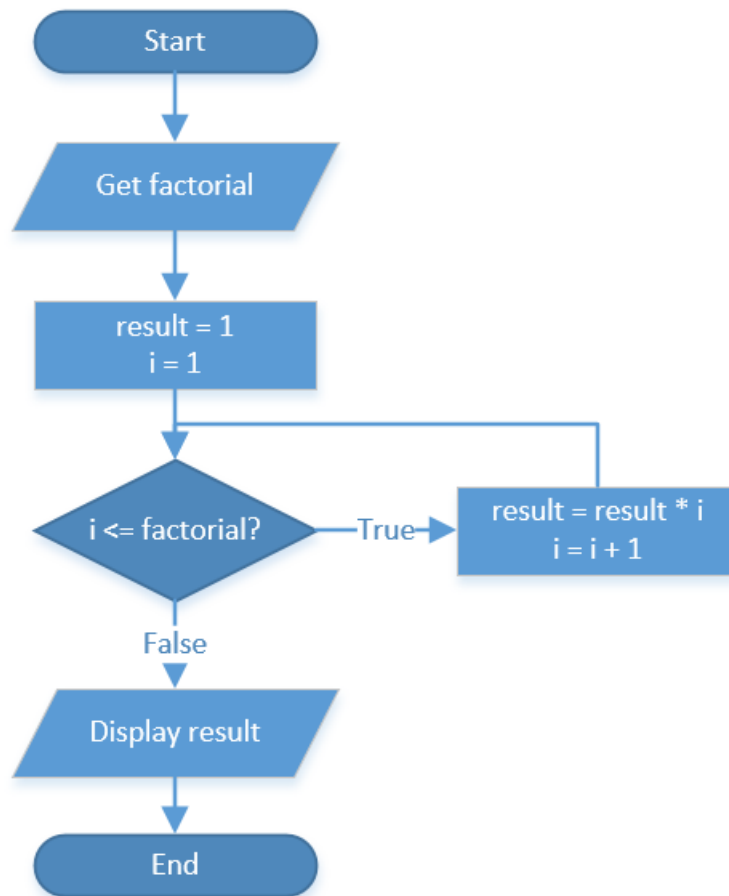 Start
Get factorial
result = 1
i = 1
i <= factorial?
True
result = result * i
i = i + 1
False
Display result
End